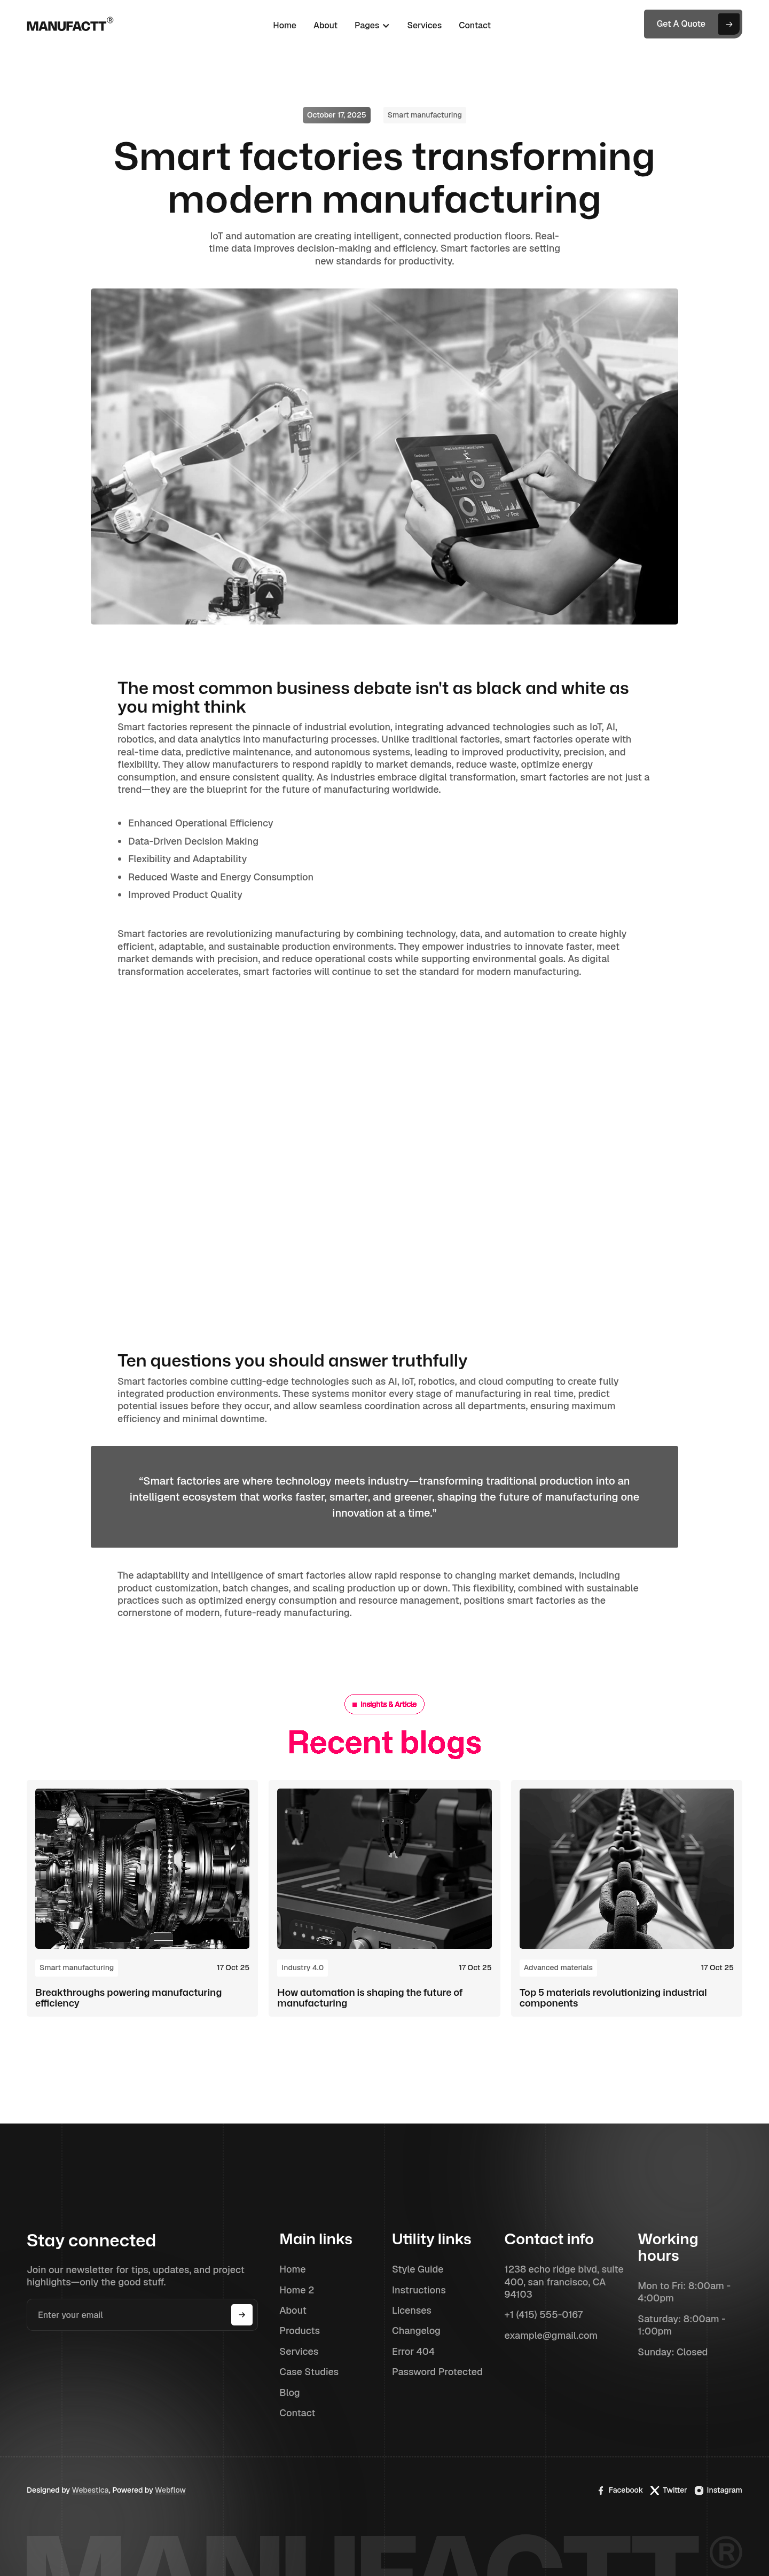 MANUFACTT®
Home About Pages Services Contact
Get A Quote
October 17, 2025 Smart manufacturing
Smart factories transforming
modern manufacturing
IoT and automation are creating intelligent, connected production floors. Real-
time data improves decision-making and efficiency. Smart factories are setting
new standards for productivity.
The most common business debate isn't as black and white as
you might think
Smart factories represent the pinnacle of industrial evolution, integrating advanced technologies such as IoT, AI,
robotics, and data analytics into manufacturing processes. Unlike traditional factories, smart factories operate with
real-time data, predictive maintenance, and autonomous systems, leading to improved productivity, precision, and
flexibility. They allow manufacturers to respond rapidly to market demands, reduce waste, optimize energy
consumption, and ensure consistent quality. As industries embrace digital transformation, smart factories are not just a
trend—they are the blueprint for the future of manufacturing worldwide.
Enhanced Operational Efficiency
Data-Driven Decision Making
Flexibility and Adaptability
Reduced Waste and Energy Consumption
Improved Product Quality
Smart factories are revolutionizing manufacturing by combining technology, data, and automation to create highly
efficient, adaptable, and sustainable production environments. They empower industries to innovate faster, meet
market demands with precision, and reduce operational costs while supporting environmental goals. As digital
transformation accelerates, smart factories will continue to set the standard for modern manufacturing.
Ten questions you should answer truthfully
Smart factories combine cutting-edge technologies such as AI, IoT, robotics, and cloud computing to create fully
integrated production environments. These systems monitor every stage of manufacturing in real time, predict
potential issues before they occur, and allow seamless coordination across all departments, ensuring maximum
efficiency and minimal downtime.
“Smart factories are where technology meets industry—transforming traditional production into an
intelligent ecosystem that works faster, smarter, and greener, shaping the future of manufacturing one
innovation at a time.”
The adaptability and intelligence of smart factories allow rapid response to changing market demands, including
product customization, batch changes, and scaling production up or down. This flexibility, combined with sustainable
practices such as optimized energy consumption and resource management, positions smart factories as the
cornerstone of modern, future-ready manufacturing.
Insights & Article
Recent blogs
Smart manufacturing 17 Oct 25
Breakthroughs powering manufacturing
efficiency
Industry 4.0 17 Oct 25
How automation is shaping the future of
manufacturing
Advanced materials 17 Oct 25
Top 5 materials revolutionizing industrial
components
Stay connected
Join our newsletter for tips, updates, and project
highlights—only the good stuff.
Enter your email
Main links
Home
Home 2
About
Products
Services
Case Studies
Blog
Contact
Utility links
Style Guide
Instructions
Licenses
Changelog
Error 404
Password Protected
Contact info
1238 echo ridge blvd, suite
400, san francisco, CA
94103
+1 (415) 555-0167
example@gmail.com
Working
hours
Mon to Fri: 8:00am -
4:00pm
Saturday: 8:00am -
1:00pm
Sunday: Closed
Designed by Webestica, Powered by Webflow
Facebook Twitter Instagram
MANUFACTT®